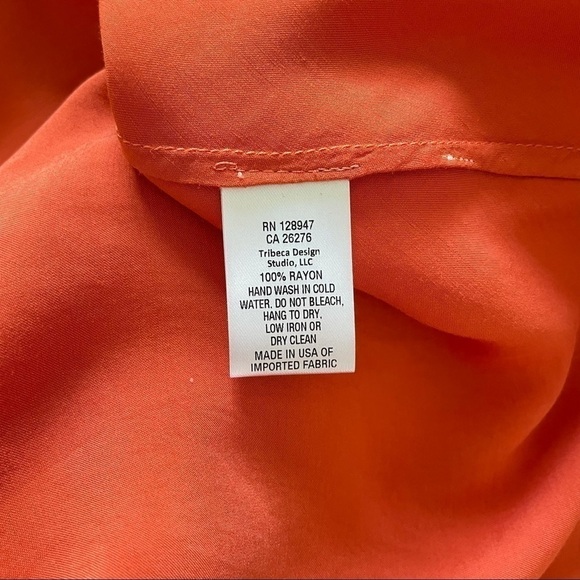 RN 128947
CA 26276
Tribeca Design
Studio, LLC
100% RAYON
HAND WASH IN COLD
WATER. DO NOT BLEACH,
HANG TO DRY.
LOW IRON OR
DRY CLEAN
MADE IN USA OF
IMPORTED FABRIC